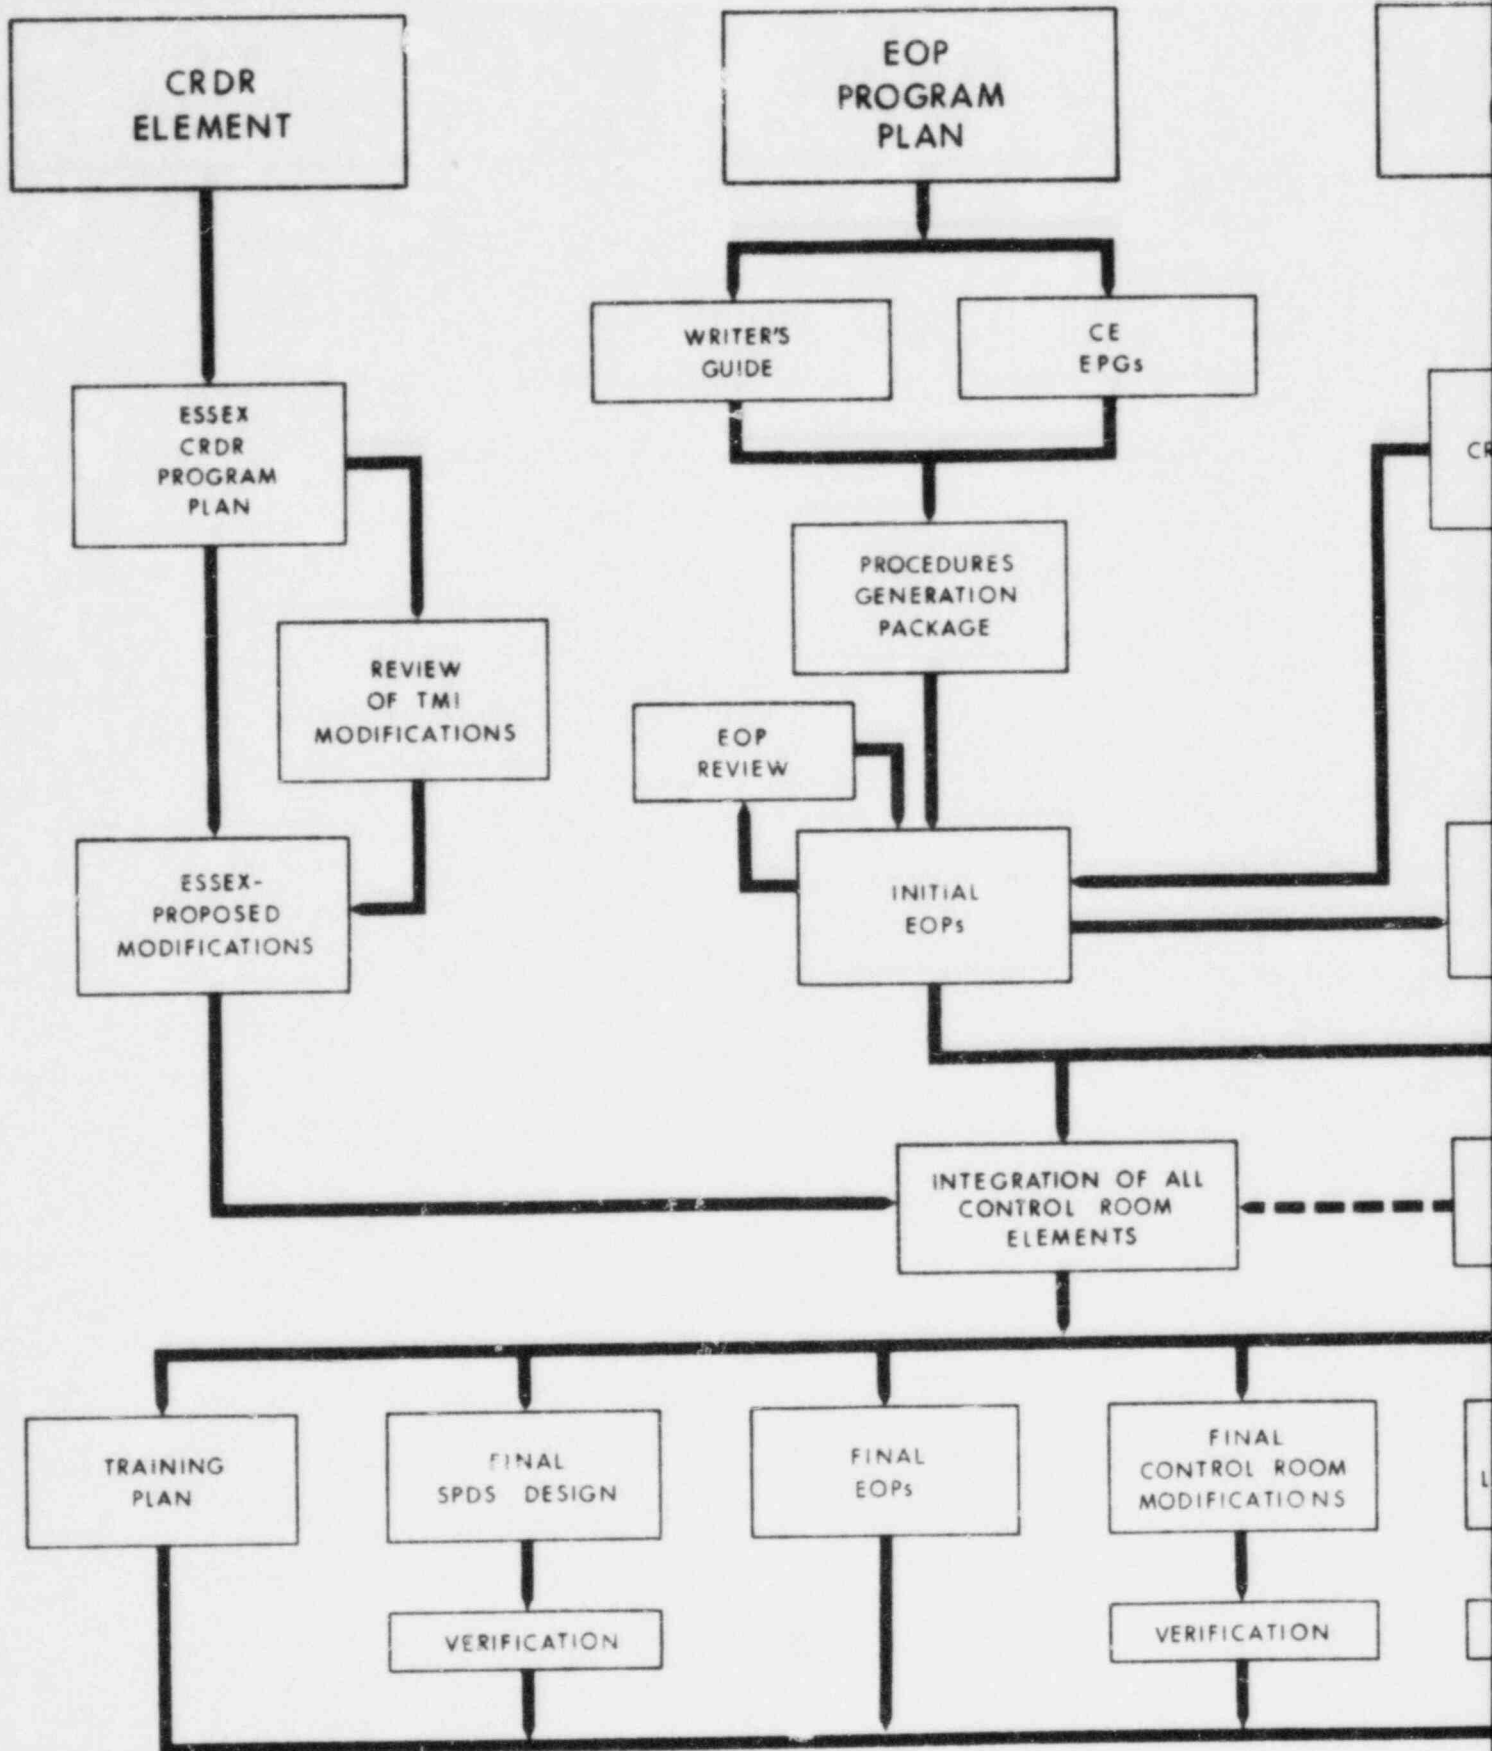 CRDR
ELEMENT
EOP
PROGRAM
PLAN
WRITER'S
GUIDE
CE
EPGs
ESSEX
CRDR
PROGRAM
PLAN
CR
PROCEDURES
GENERATION
PACKAGE
REVIEW
OF TMI
MODIFICATIONS
EOP
REVIEW
ESSEX-
PROPOSED
MODIFICATIONS
INITIAL
EOPs
INTEGRATION OF ALL
CONTROL ROOM
ELEMENTS
TRAINING
PLAN
FINAL
SPDS DESIGN
FINAL
EOPs
FINAL
CONTROL ROOM
MODIFICATIONS
L
VERIFICATION
VERIFICATION